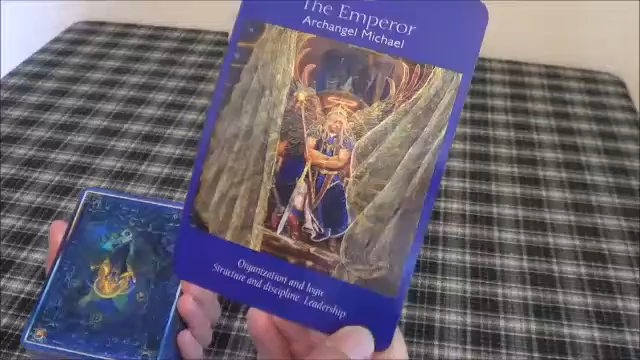 The Emperor
Archangel Michael
Organization and logic
Structure and discipline. Leadership.